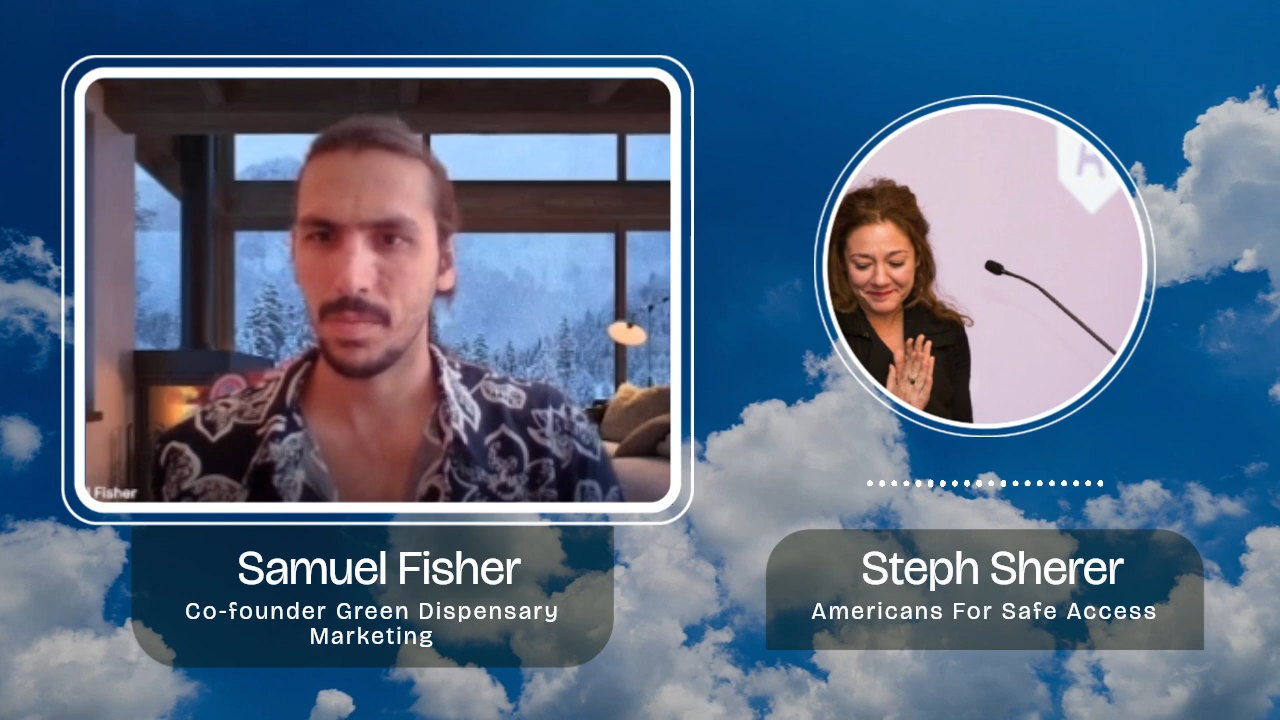 Fisher
Samuel Fisher
Co-founder Green Dispensary
Marketing
Steph Sherer
Americans For Safe Access